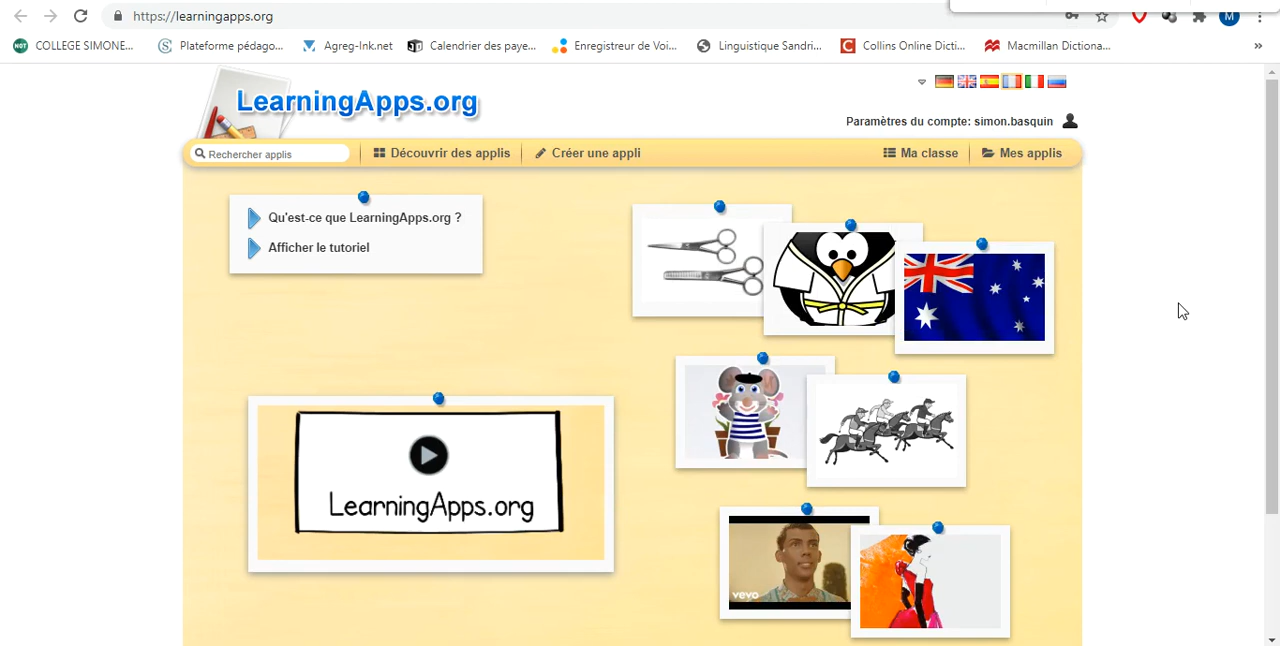 https://learningapps.org
M
NGT COLLEGE SIMONE...
Plateforme pédago...
Agreg-Ink.net
Calendrier des paye...
Enregistreur de Voi...
Linguistique Sandri...
Collins Online Dicti...
Macmillan Dictiona...
»
LearningApps.org
Paramètres du compte: simon.basquin
Rechercher applis
Découvrir des applis
Créer une appli
Ma classe
Mes applis
Qu'est-ce que LearningApps.org ?
Afficher le tutoriel
LearningApps.org
vevo